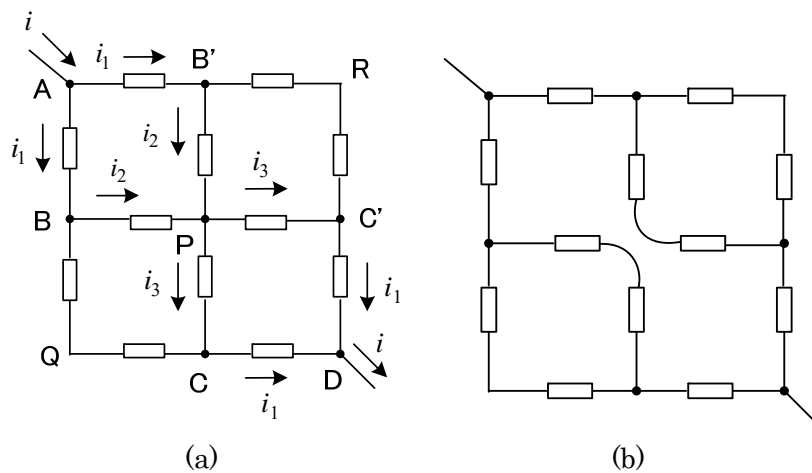 i
i₁
B’
R
A
i₁
i₂
i₂
i₃
B
P
C’
i₃
i₁
Q
i
C
D
i₁
(a)
(b)